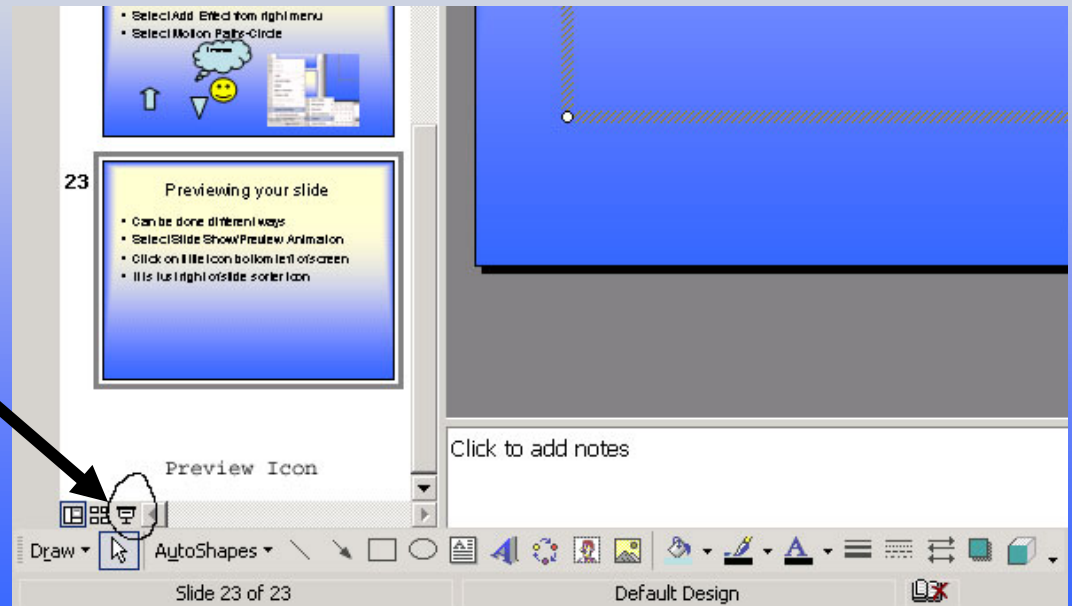 • Select Add Effect from right menu
• Select Motion Paths-Circle
23
Previewing your slide
• Can be done different ways
• Select Slide Show/Preview Animation
• Click on little icon bottom left of screen
• It is just right of slide sorter icon
Click to add notes
Preview Icon
Draw AutoShapes
Slide 23 of 23 Default Design